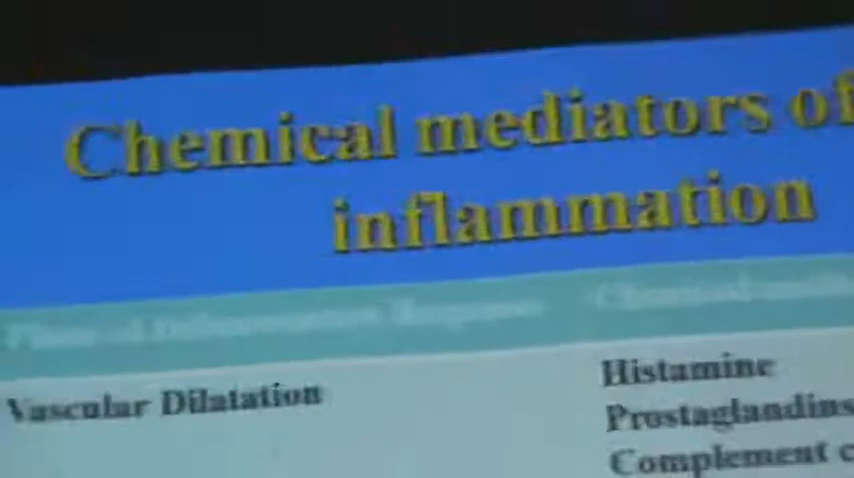 Chemical mediators of
inflammation
Vascular Dilatation
Histamine
Prostaglandins
Complement